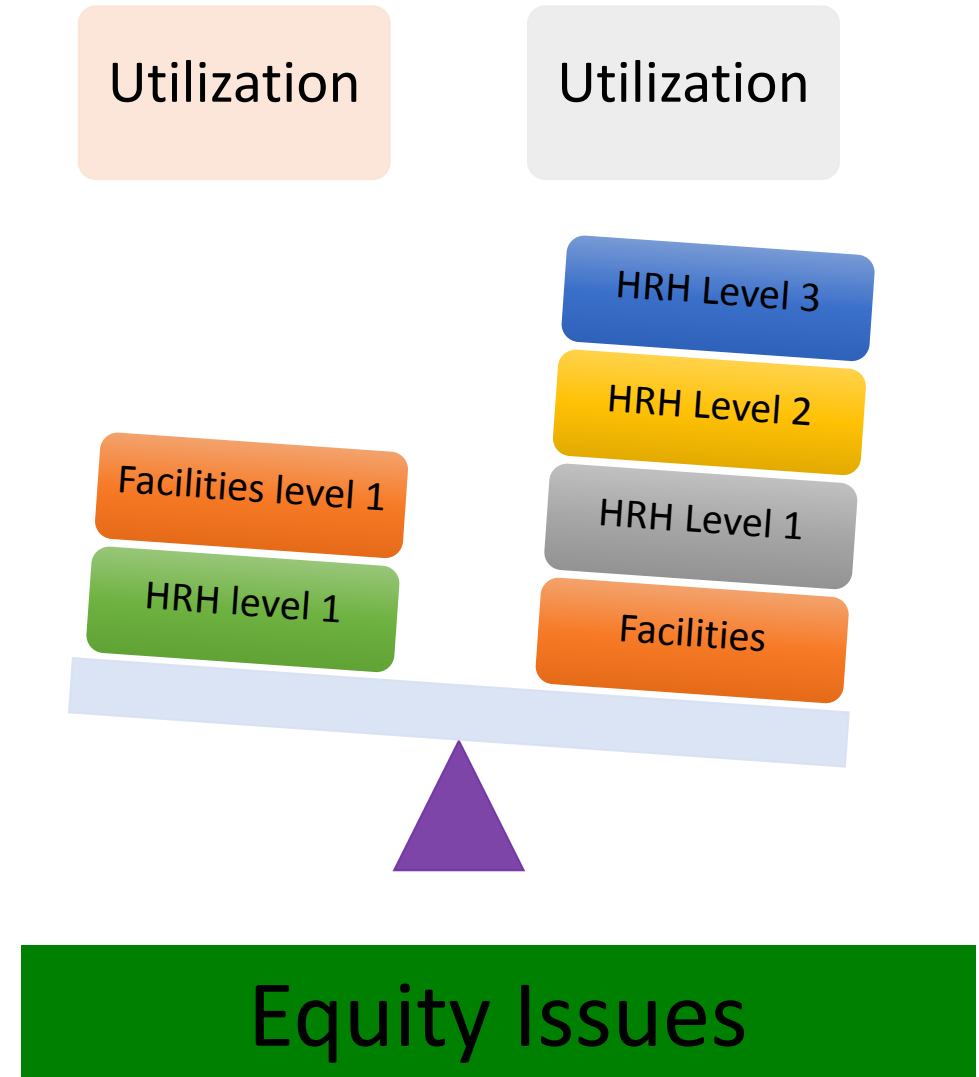 Utilization
Utilization
HRH Level 3
HRH Level 2
Facilities level 1
HRH Level 1
HRH level 1
Facilities
Equity Issues